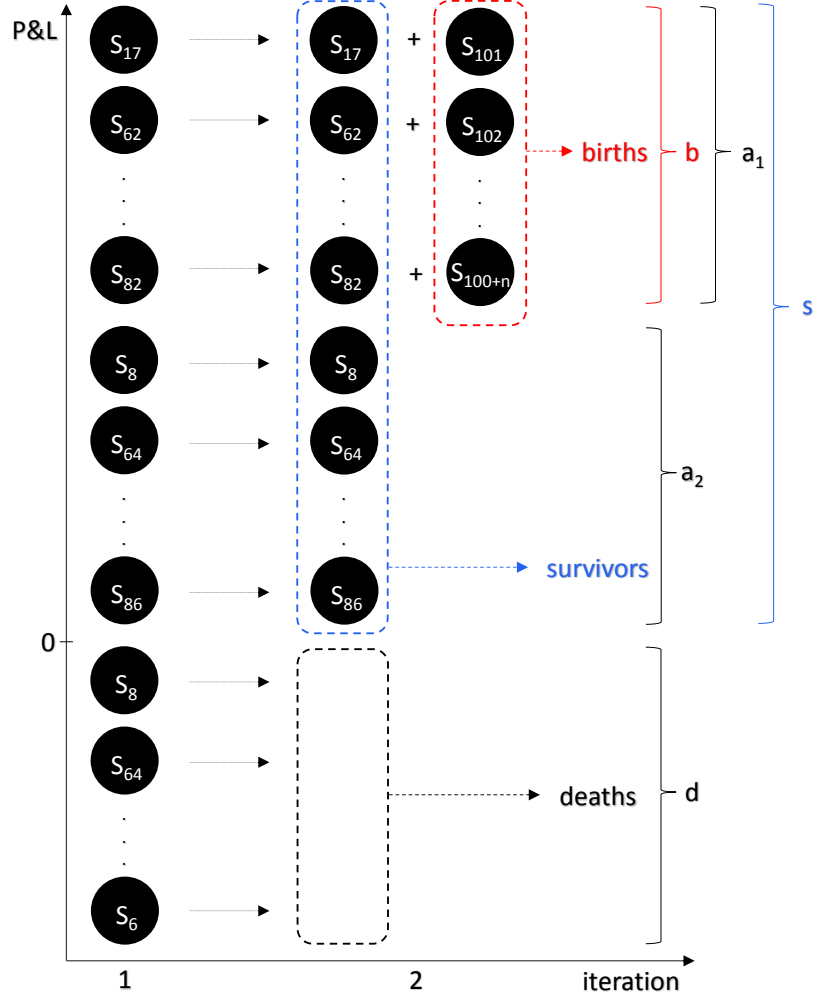 P&L
S17 S17 + S101
S62 S62 + S102
births b a1
. . .
. . .
. . .
S82 S82 + S100+n
s
S8 S8
S64 S64
a2
. .
. .
. .
survivors
S86 S86
0
S8
S64
deaths d
.
.
.
S6
1 2 iteration